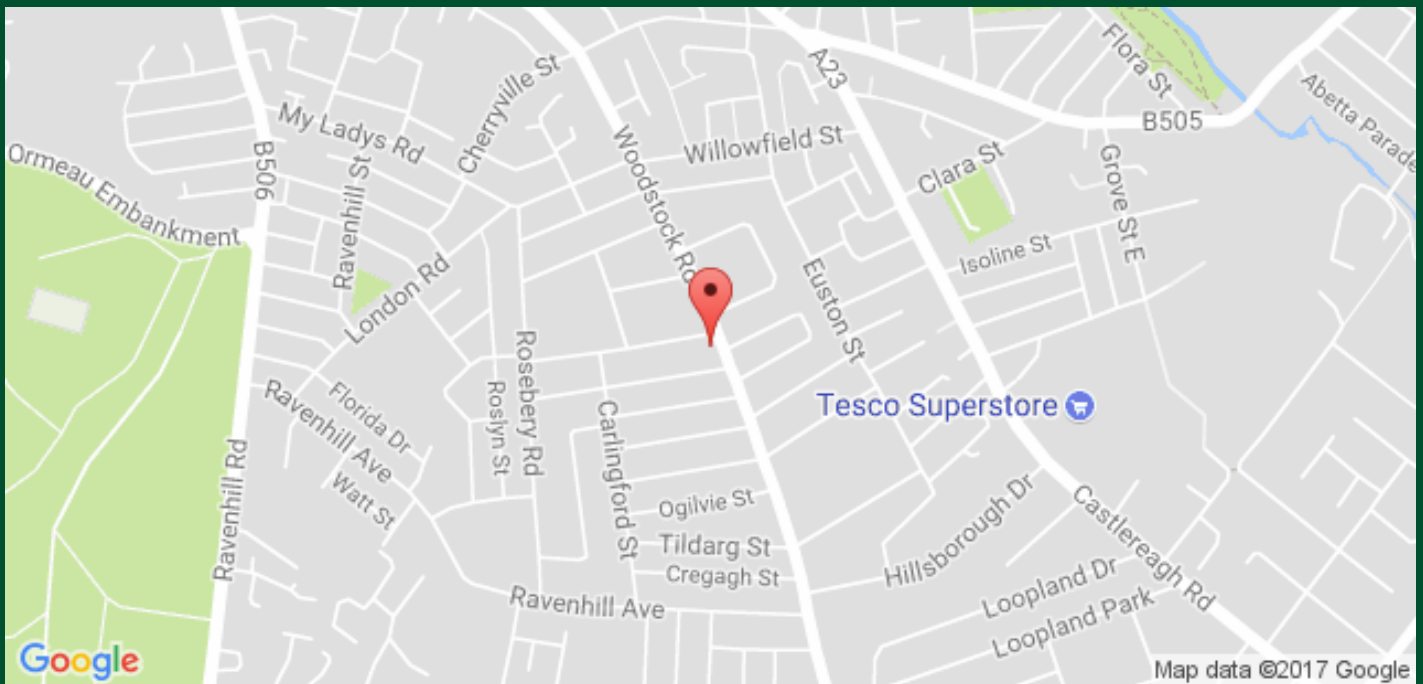 A23
Flora St
Abetta Parade
B505
Cherryville St
My Ladys Rd
Woodstock Ro
Willowfield St
B506
Ormeau Embankment
Ravenhill St
Clara St
Grove St E
Isoline St
London Rd
Euston St
Rosebery Rd
Roslyn St
Florida Dr
Ravenhill Ave
Watt St
Carlingford St
Tesco Superstore
Ravenhill Rd
Ogilvie St
Tildarg St
Cregagh St
Hillsborough Dr
Castlereagh Rd
Loopland Dr
Loopland Park
Ravenhill Ave
Google
Map data ©2017 Google